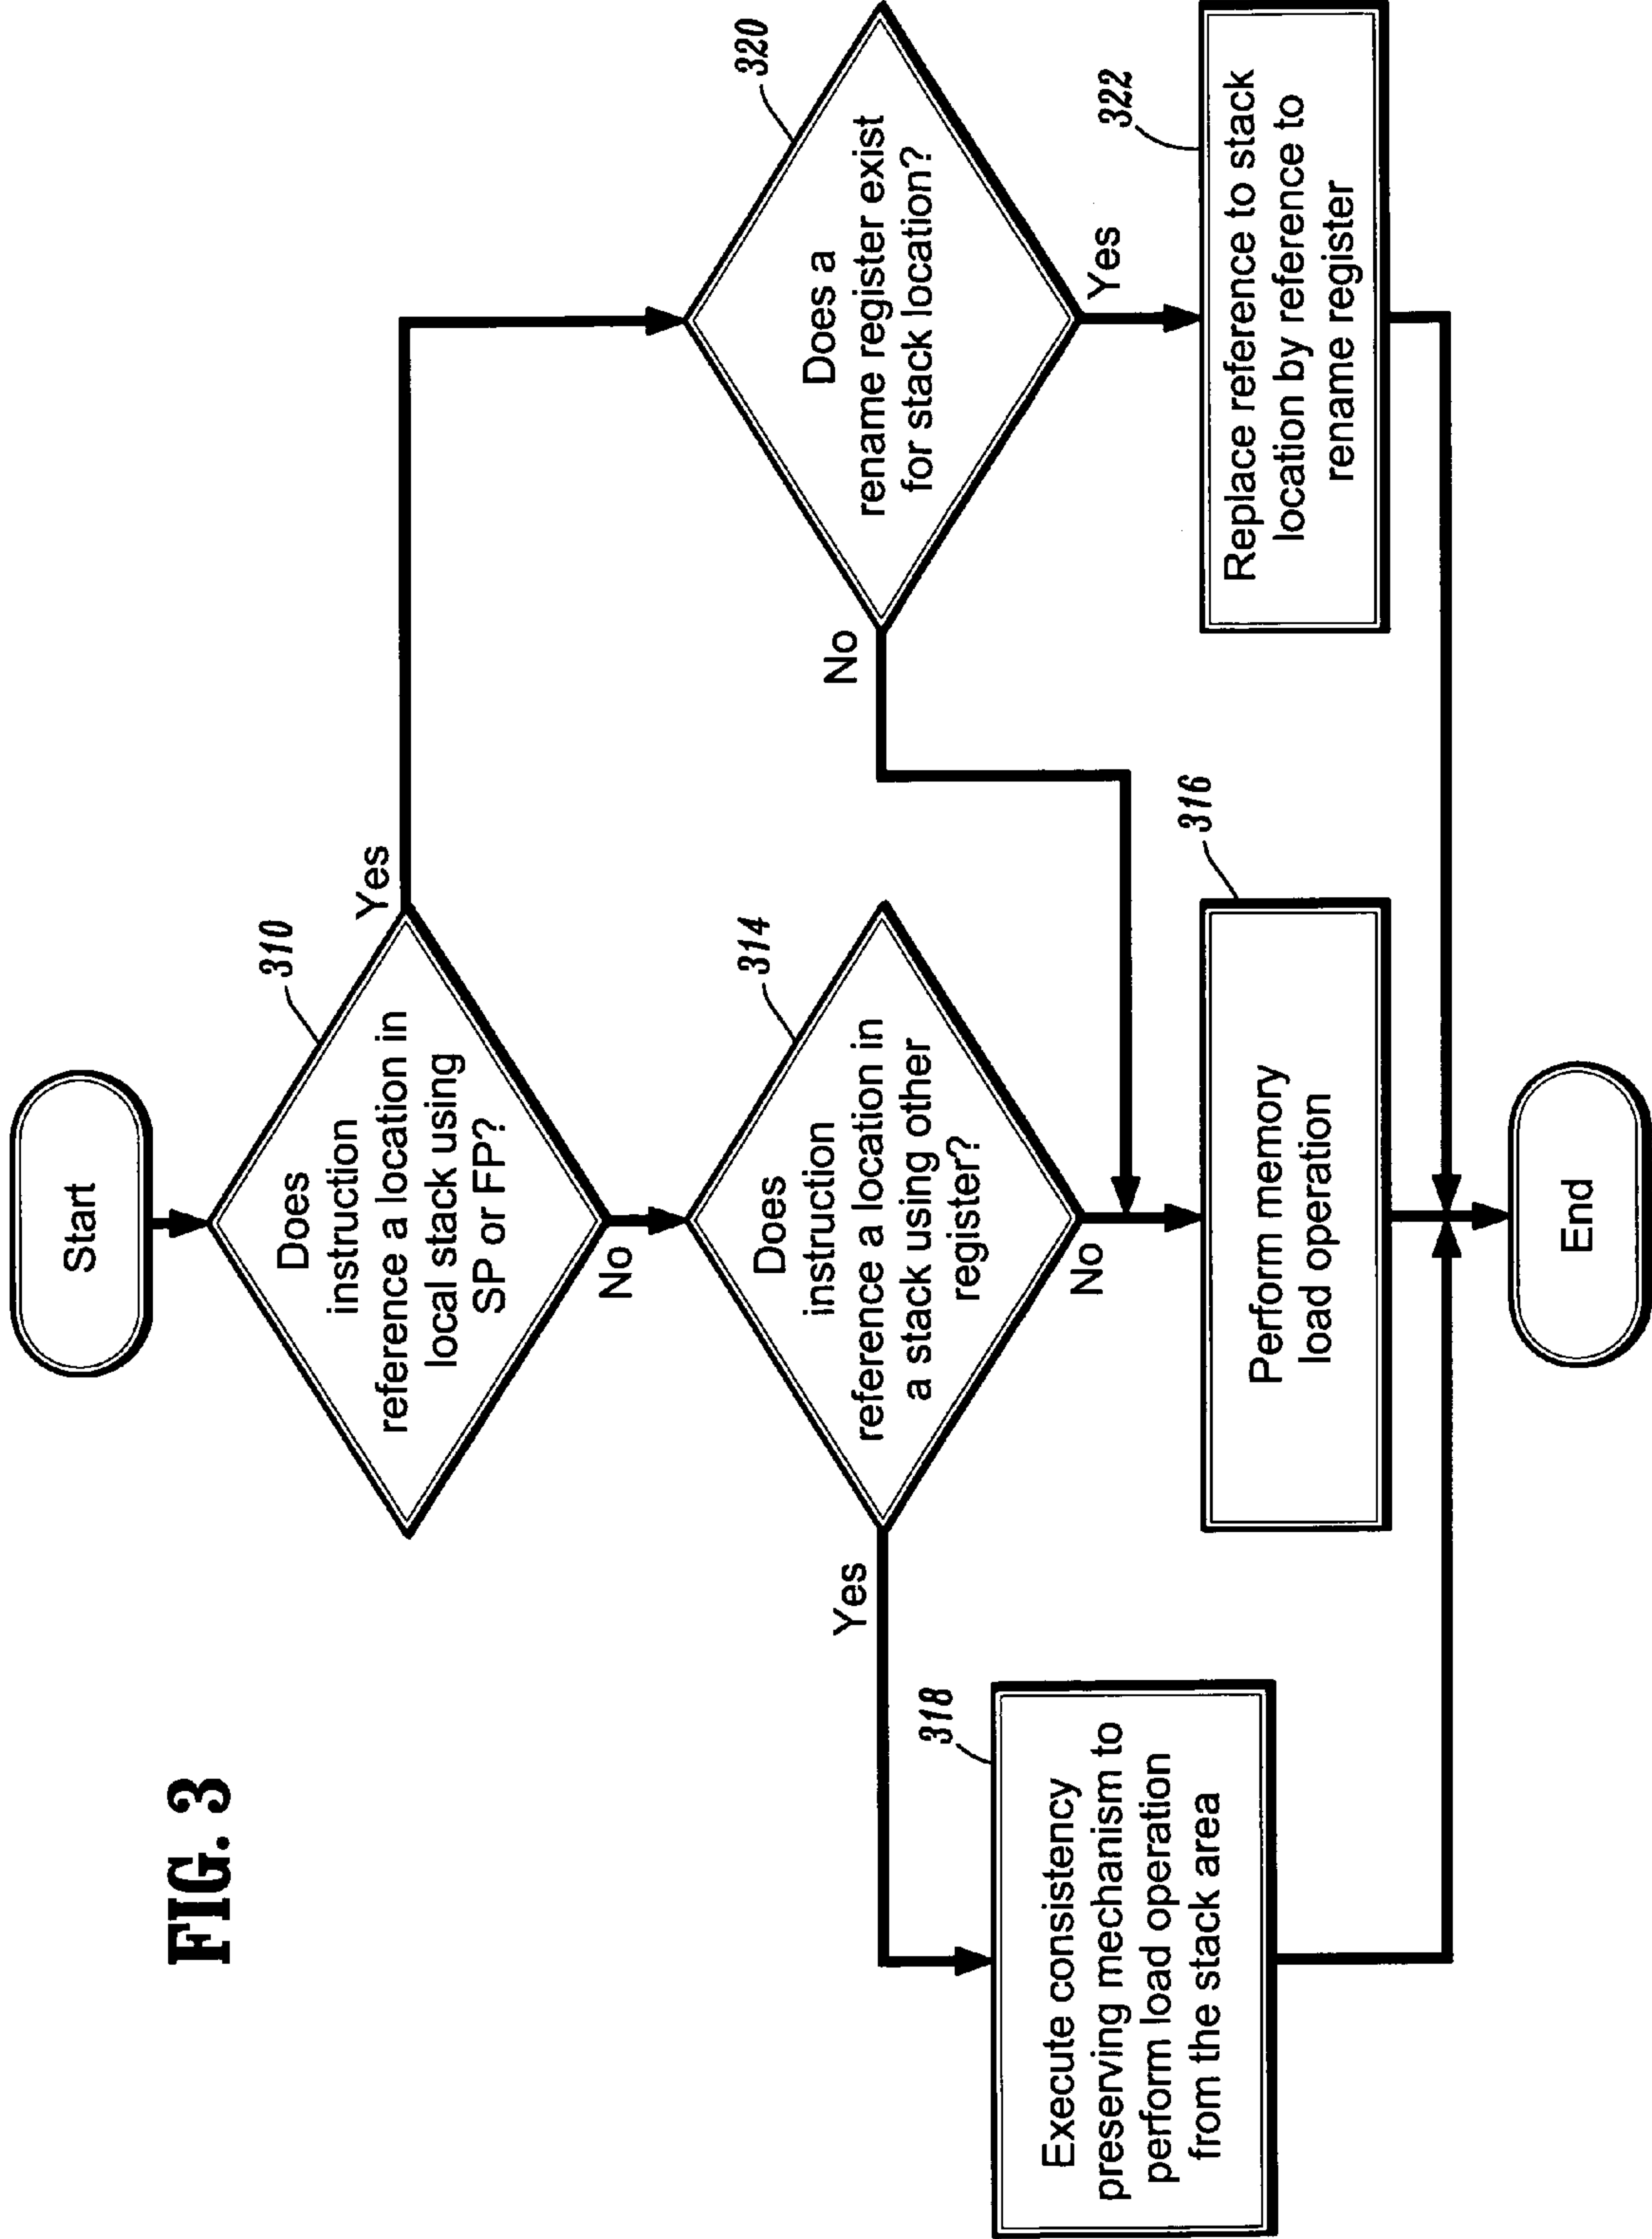 FIG. 3
Start
310
Does
instruction
reference a location in
local stack using
SP or FP?
Yes
No
314
Does
instruction
reference a location in
a stack using other
register?
Yes
No
320
Does a
rename register exist
for stack location?
No
Yes
318
Execute consistency
preserving mechanism to
perform load operation
from the stack area
316
Perform memory
load operation
322
Replace reference to stack
location by reference to
rename register
End